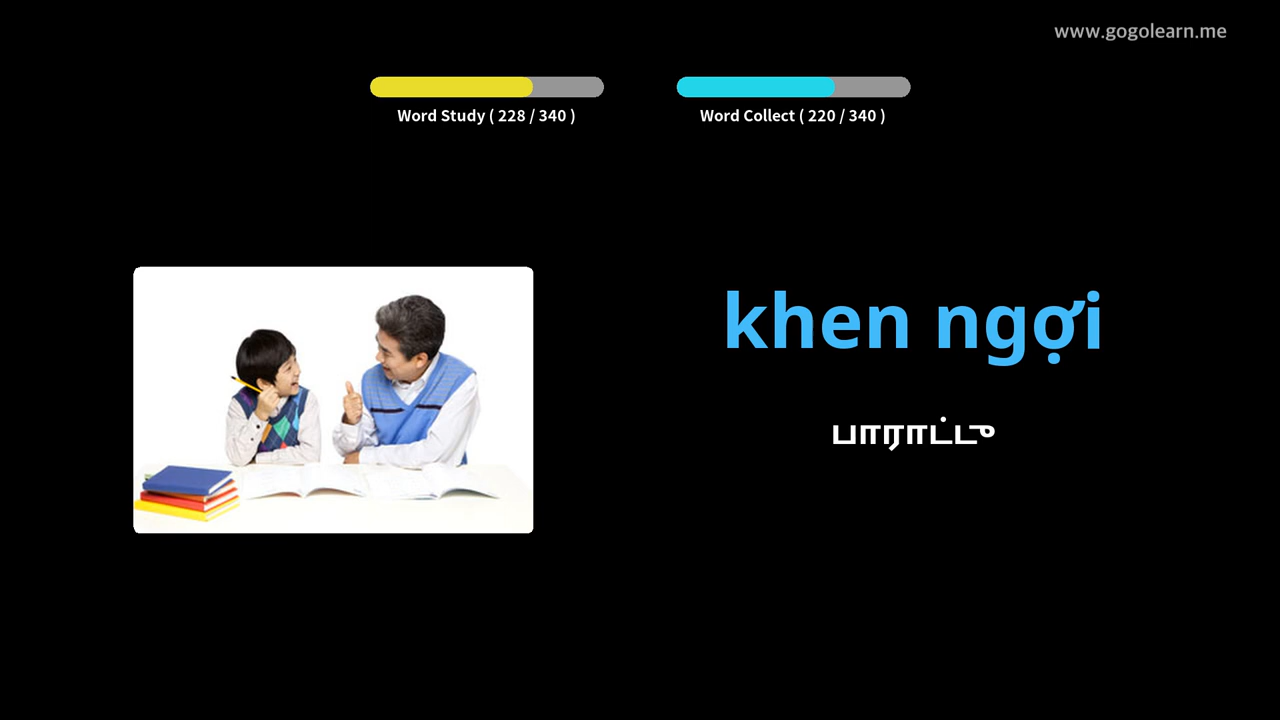 www.gogolearn.me
Word Study ( 228 / 340 )
Word Collect ( 220 / 340 )
khen ngợi
பாராட்டு